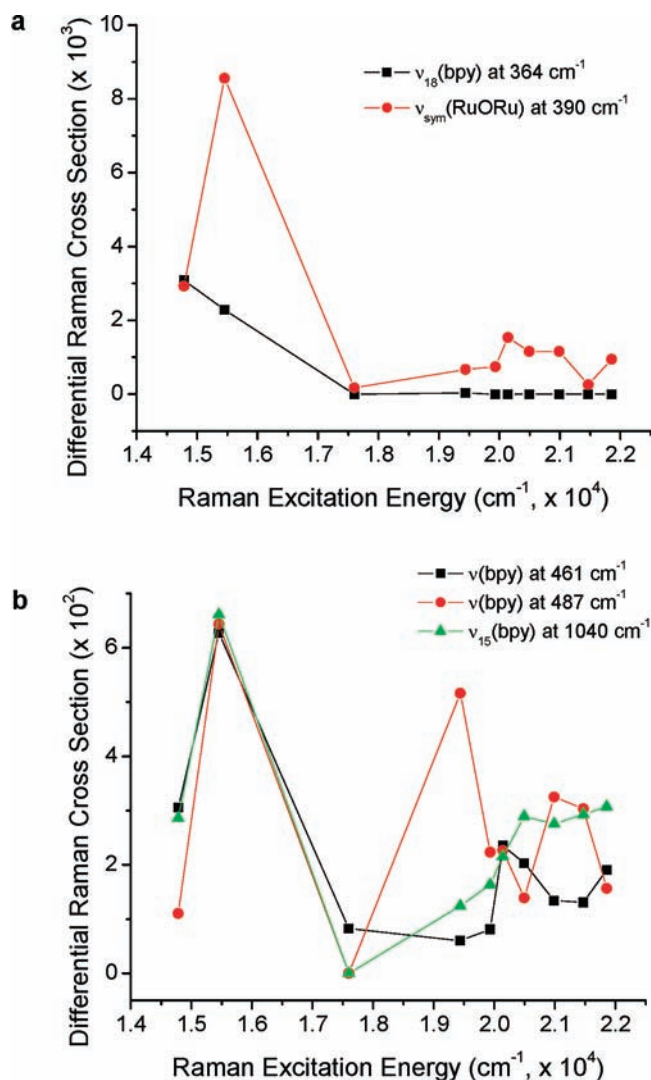 a
Differential Raman Cross Section (x 10³)
10
8
6
4
2
0
ν₁₈(bpy) at 364 cm⁻¹
ν_sym(RuORu) at 390 cm⁻¹
1.4 1.5 1.6 1.7 1.8 1.9 2.0 2.1 2.2
Raman Excitation Energy (cm⁻¹, x 10⁴)
b
Differential Raman Cross Section (x 10²)
6
4
2
0
ν(bpy) at 461 cm⁻¹
ν(bpy) at 487 cm⁻¹
ν₁₅(bpy) at 1040 cm⁻¹
1.4 1.5 1.6 1.7 1.8 1.9 2.0 2.1 2.2
Raman Excitation Energy (cm⁻¹, x 10⁴)